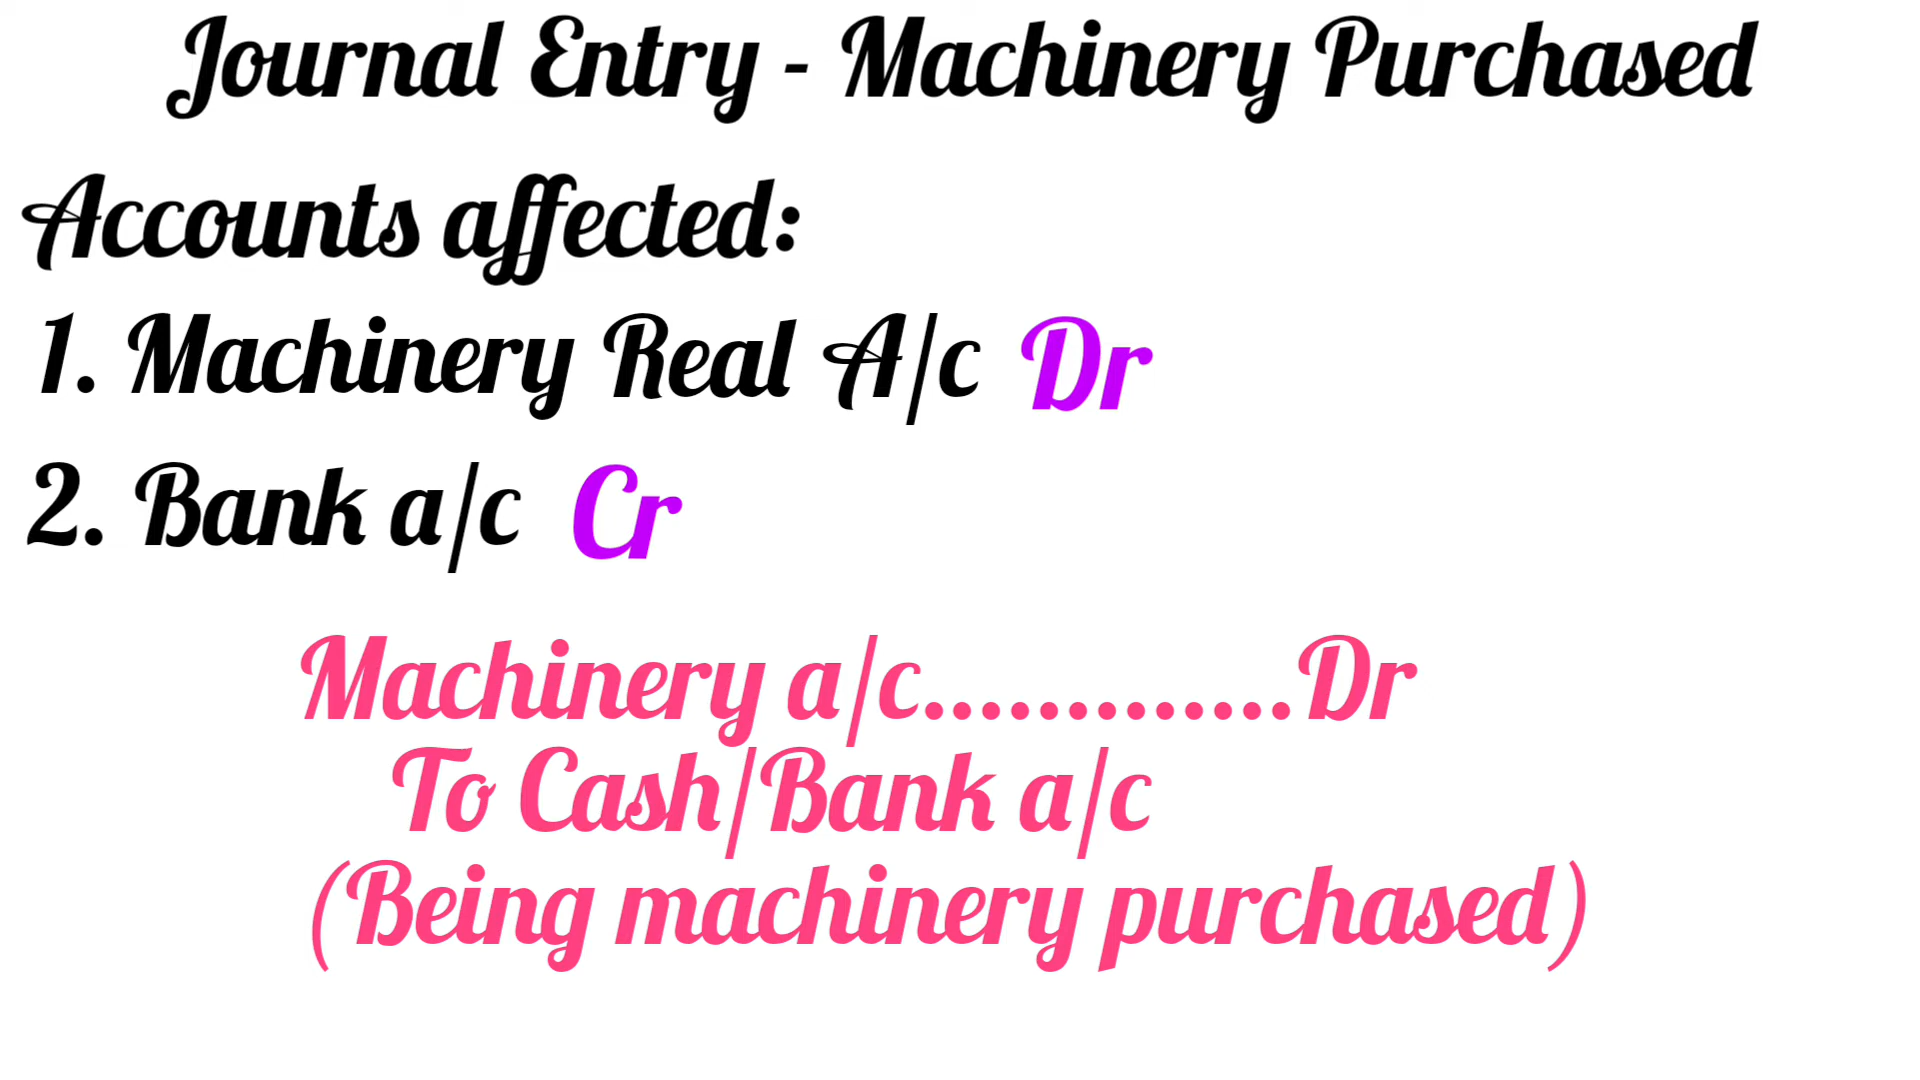 Journal Entry - Machinery Purchased
Accounts affected:
1. Machinery Real A/c Dr
2. Bank a/c Cr
Machinery a/c.............Dr
To Cash/Bank a/c
(Being machinery purchased)